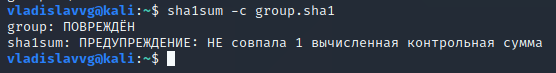 vladislavvg@kali:~$ sha1sum -c group.sha1
group: ПОВРЕЖДЁН
sha1sum: ПРЕДУПРЕЖДЕНИЕ: НЕ совпала 1 вычисленная контрольная сумма
vladislavvg@kali:~$